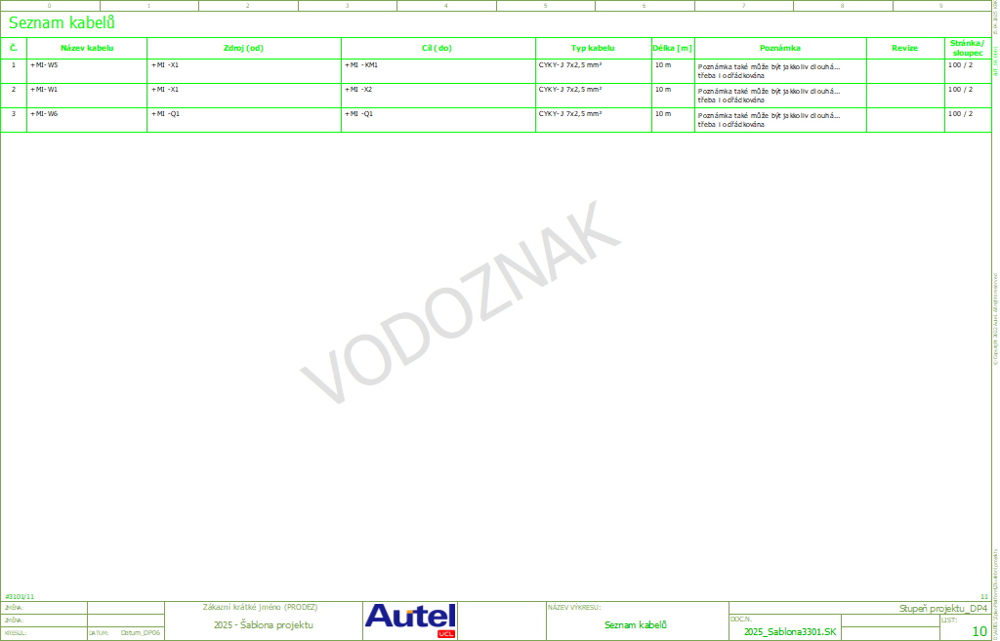 0 1 2 3 4 5 6 7 8 9
Seznam kabelů
Č. Název kabelu Zdroj (od) Cíl (do) Typ kabelu Délka [m] Poznámka Revize Stránka/
sloupec
1 +MI-W5 +MI -X1 +MI -KM1 CYKY-J 7x2,5 mm² 10 m Poznámka také může být jakkoliv dlouhá... 100 / 2
třeba i odřádkována
2 +MI-W1 +MI -X1 +MI -X2 CYKY-J 7x2,5 mm² 10 m Poznámka také může být jakkoliv dlouhá... 100 / 2
třeba i odřádkována
3 +MI-W6 +MI -Q1 +MI -Q1 CYKY-J 7x2,5 mm² 10 m Poznámka také může být jakkoliv dlouhá... 100 / 2
třeba i odřádkována
VODOZNAK
#3101/11 11
ZMĚNA:
ZMĚNA:
KRESLIL: DATUM: Datum_DP06
Zákazní krátké jméno (PRODEZ)
2025 - Šablona projektu
Autel
UCL
NÁZEV VÝKRESU:
Seznam kabelů
Stupeň projektu_DP4
DOC.N.
2025_Sablona3301.SK
LIST:
10